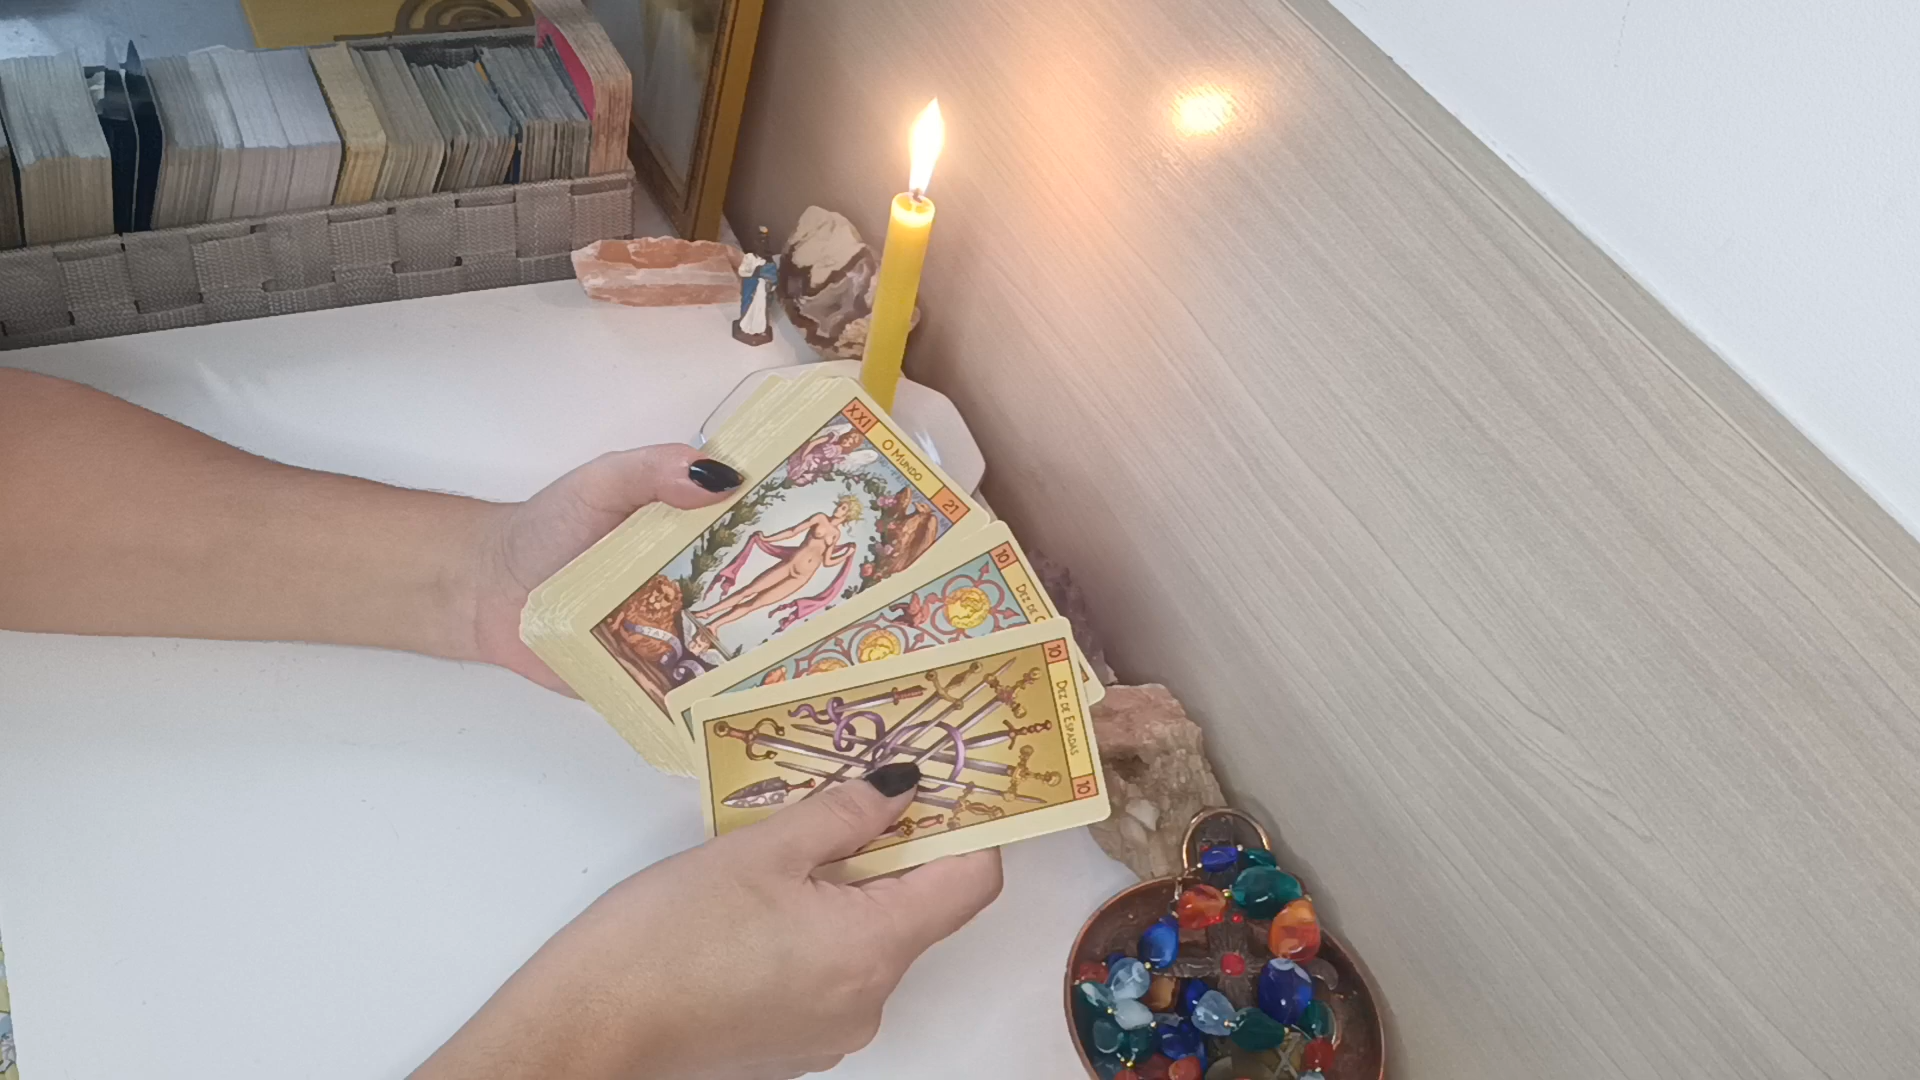 XXI
O MUNDO
21
10
DEZ DE
10
DEZ DE ESPADAS
10